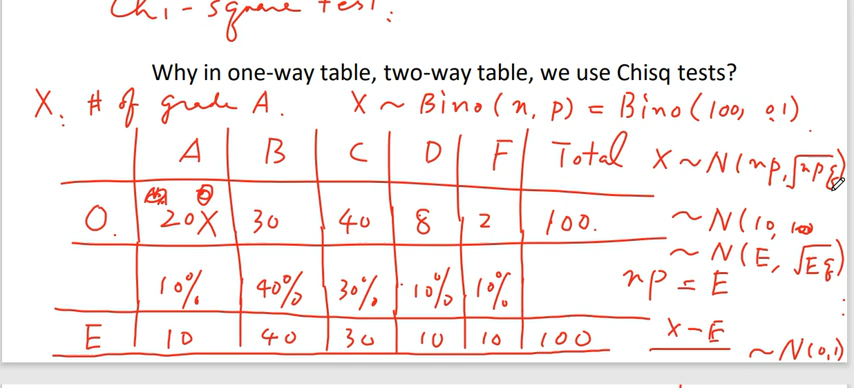 Chi-square test:
Why in one-way table, two-way table, we use Chisq tests?
X: # of grade A. X ~ Bino(n, p) = Bino(100, 0.1)
A B C D F Total X ~ N(np, √npq)
O. 20 X 30 40 8 2 100. ~ N(10,
~ N(E, √Eq)
10% 40% 30% 10% 10% np = E
E 10 40 30 10 10 100 X-E ~ N(0,1)